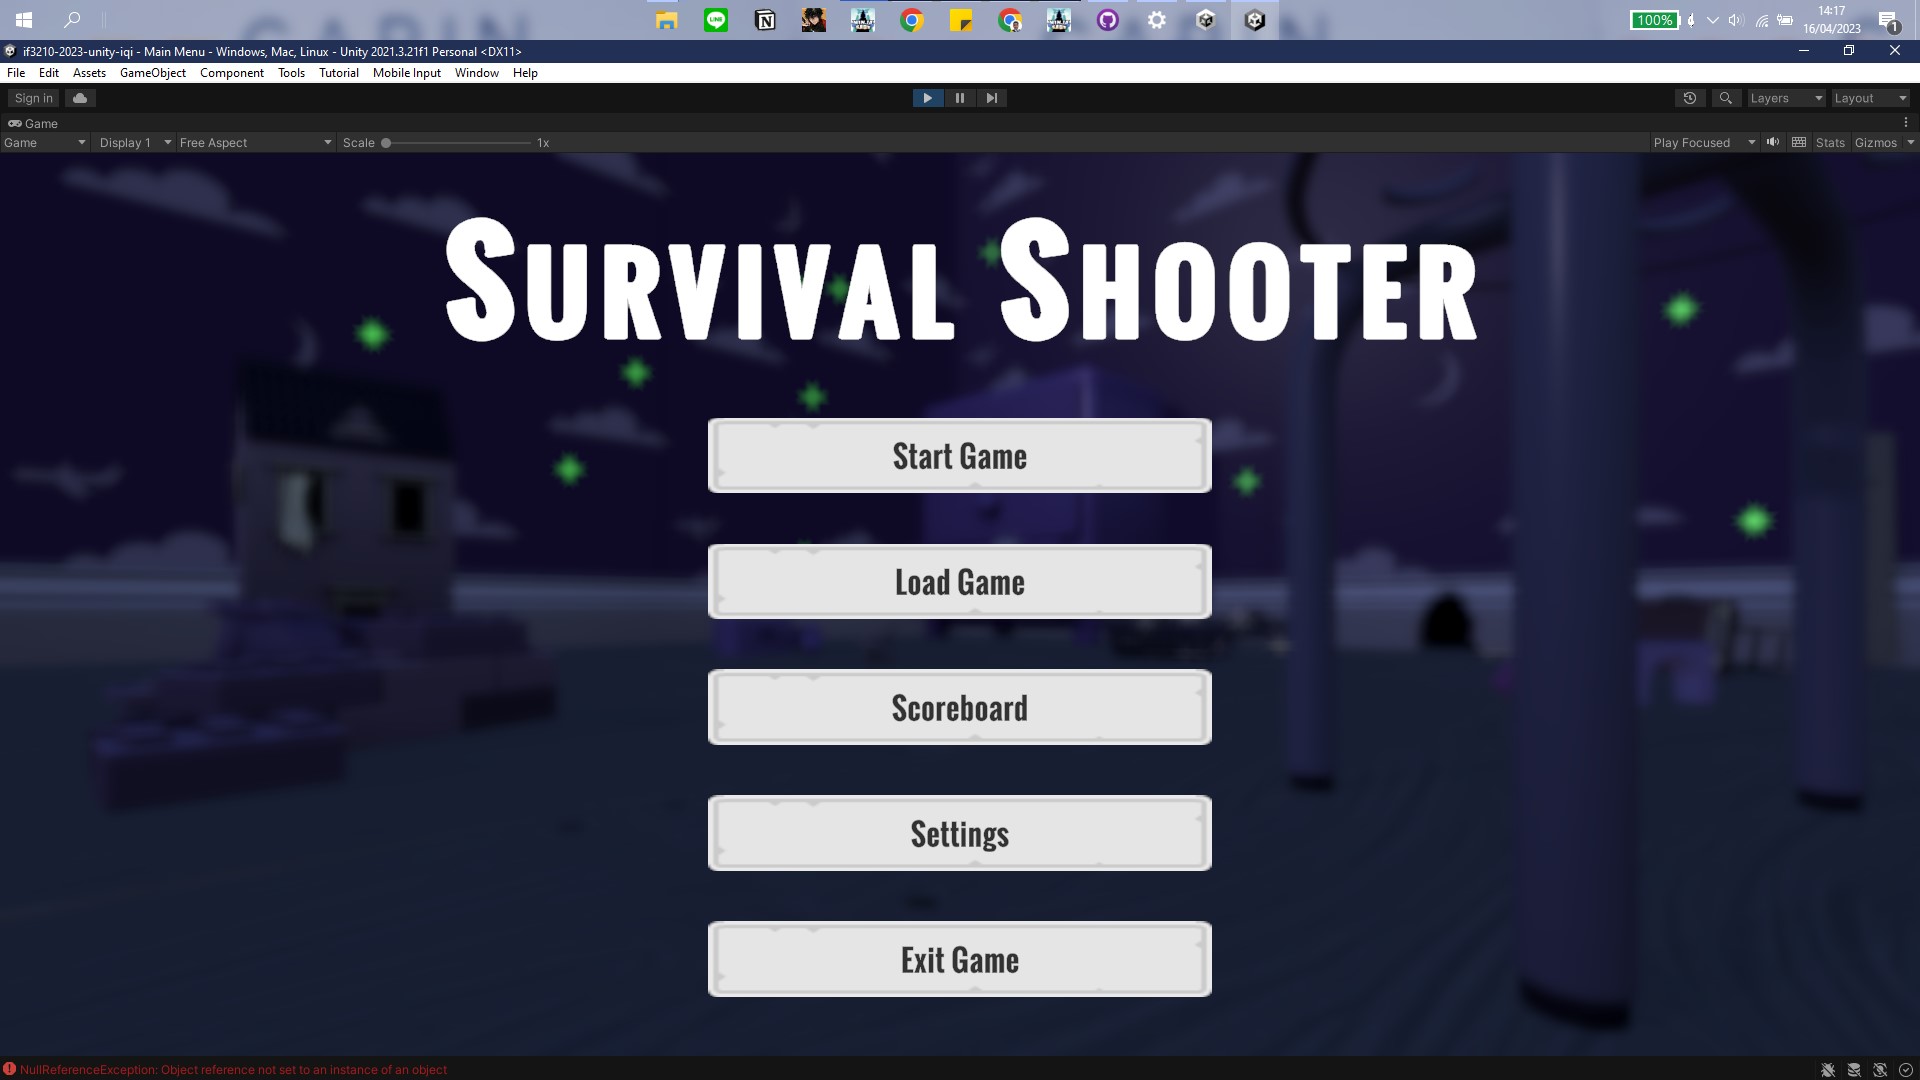 100%
14:17
16/04/2023
1
if3210-2023-unity-iqi - Main Menu - Windows, Mac, Linux - Unity 2021.3.21f1 Personal <DX11>
File Edit Assets GameObject Component Tools Tutorial Mobile Input Window Help
Sign in
Layers
Layout
Game
Game
Display 1
Free Aspect
Scale
1x
Play Focused
Stats
Gizmos
Survival Shooter
Start Game
Load Game
Scoreboard
Settings
Exit Game
NullReferenceException: Object reference not set to an instance of an object